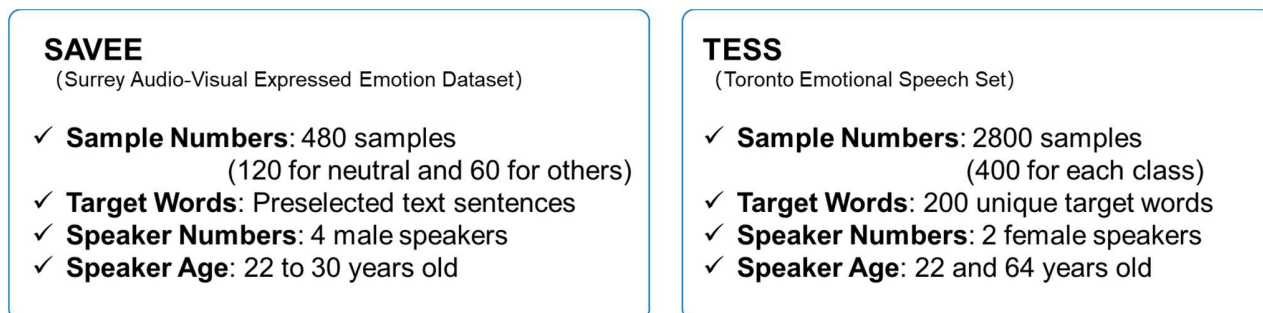 SAVEE
(Surrey Audio-Visual Expressed Emotion Dataset)
✓ Sample Numbers: 480 samples
(120 for neutral and 60 for others)
✓ Target Words: Preselected text sentences
✓ Speaker Numbers: 4 male speakers
✓ Speaker Age: 22 to 30 years old
TESS
(Toronto Emotional Speech Set)
✓ Sample Numbers: 2800 samples
(400 for each class)
✓ Target Words: 200 unique target words
✓ Speaker Numbers: 2 female speakers
✓ Speaker Age: 22 and 64 years old